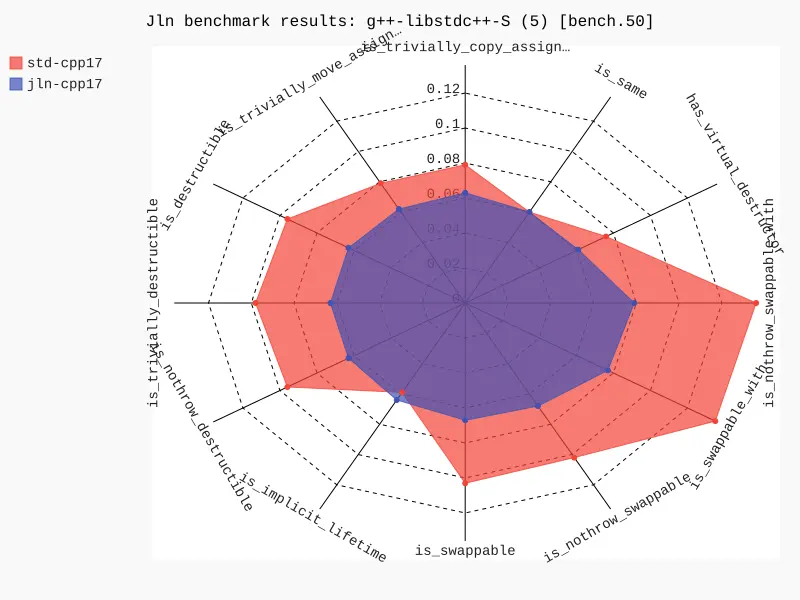 Jln benchmark results: g++-libstdc++-S (5) [bench.50]
std-cpp17
jln-cpp17
is_trivially_copy_assign…
is_same
has_virtual_destructor
is_nothrow_swappable_with
is_swappable_with
is_nothrow_swappable
is_swappable
is_implicit_lifetime
is_nothrow_destructible
is_trivially_destructible
is_destructible
is_trivially_move_assign…
0.12
0.1
0.08
0.06
0.04
0.02
0